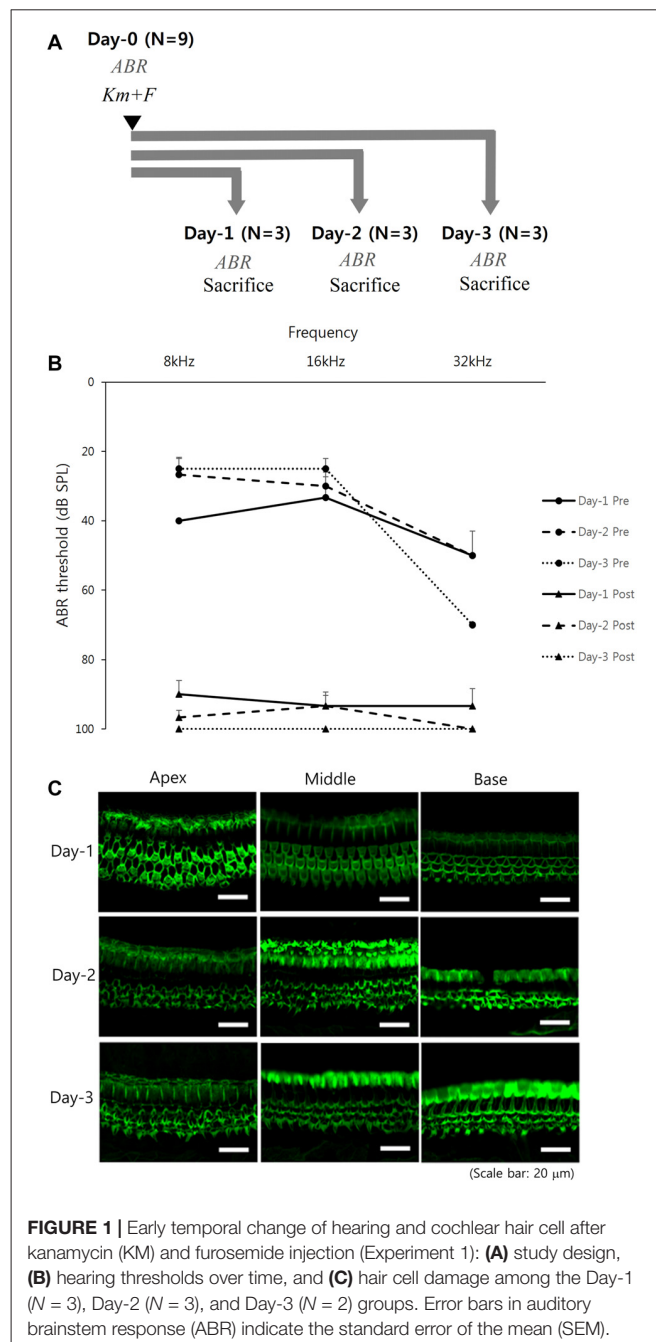 A
Day-0 (N=9)
ABR
Km+F
Day-1 (N=3) Day-2 (N=3) Day-3 (N=3)
ABR ABR ABR
Sacrifice Sacrifice Sacrifice
B
Frequency
8kHz 16kHz 32kHz
ABR threshold (dB SPL)
0
20
40
60
80
100
Day-1 Pre
Day-2 Pre
Day-3 Pre
Day-1 Post
Day-2 Post
Day-3 Post
C
Apex Middle Base
Day-1
Day-2
Day-3
(Scale bar: 20 μm)
FIGURE 1 | Early temporal change of hearing and cochlear hair cell after
kanamycin (KM) and furosemide injection (Experiment 1): (A) study design,
(B) hearing thresholds over time, and (C) hair cell damage among the Day-1
(N = 3), Day-2 (N = 3), and Day-3 (N = 2) groups. Error bars in auditory
brainstem response (ABR) indicate the standard error of the mean (SEM).